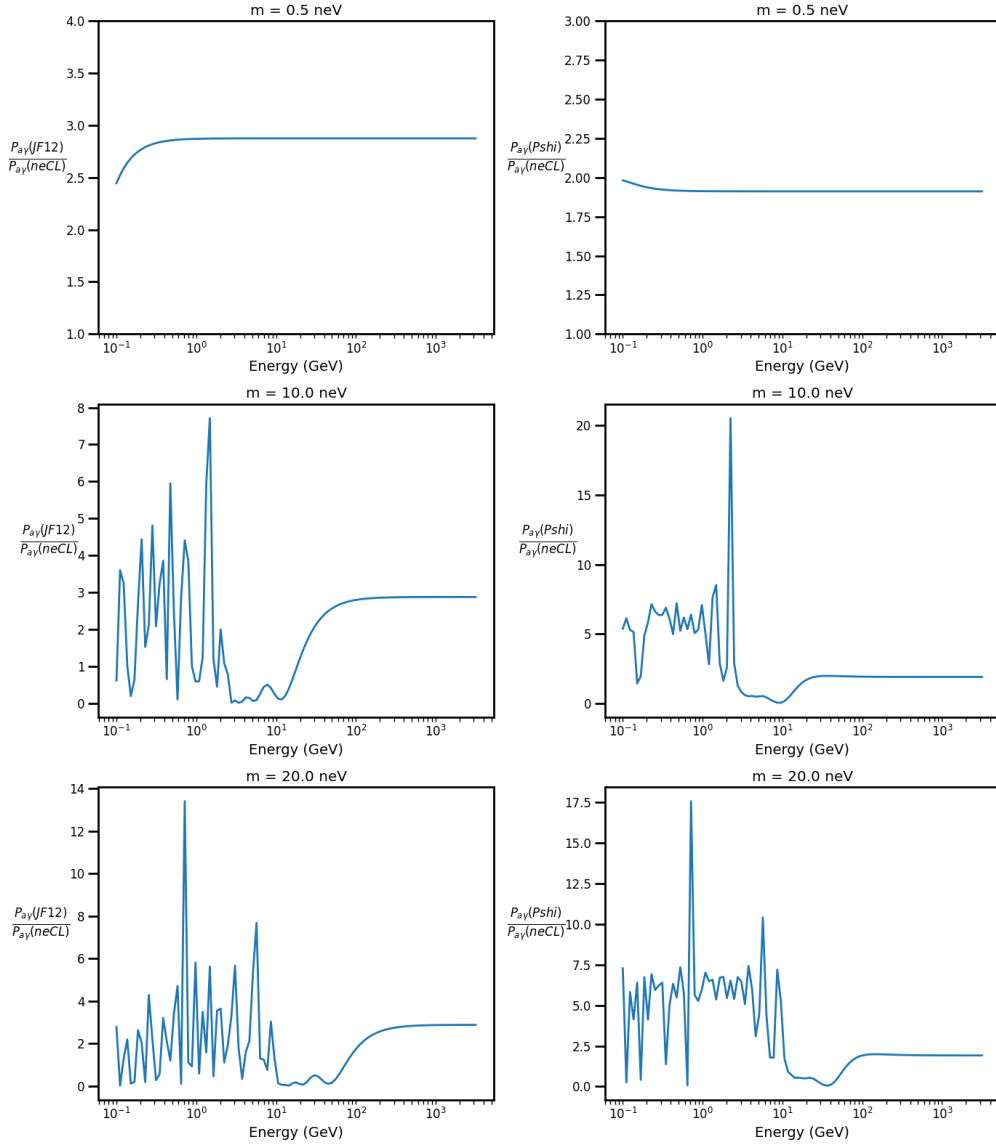 m = 0.5 neV
4.0
3.5
3.0
2.5
2.0
1.5
1.0
Paγ(JF12)
Paγ(neCL)
10⁻¹ 10⁰ 10¹ 10² 10³
Energy (GeV)
m = 0.5 neV
3.00
2.75
2.50
2.25
2.00
1.75
1.50
1.25
1.00
Paγ(Pshi)
Paγ(neCL)
10⁻¹ 10⁰ 10¹ 10² 10³
Energy (GeV)
m = 10.0 neV
8
7
6
5
4
3
2
1
0
Paγ(JF12)
Paγ(neCL)
10⁻¹ 10⁰ 10¹ 10² 10³
Energy (GeV)
m = 10.0 neV
20
15
10
5
0
Paγ(Pshi)
Paγ(neCL)
10⁻¹ 10⁰ 10¹ 10² 10³
Energy (GeV)
m = 20.0 neV
14
12
10
8
6
4
2
0
Paγ(JF12)
Paγ(neCL)
10⁻¹ 10⁰ 10¹ 10² 10³
Energy (GeV)
m = 20.0 neV
17.5
15.0
12.5
10.0
7.5
5.0
2.5
0.0
Paγ(Pshi)
Paγ(neCL)
10⁻¹ 10⁰ 10¹ 10² 10³
Energy (GeV)